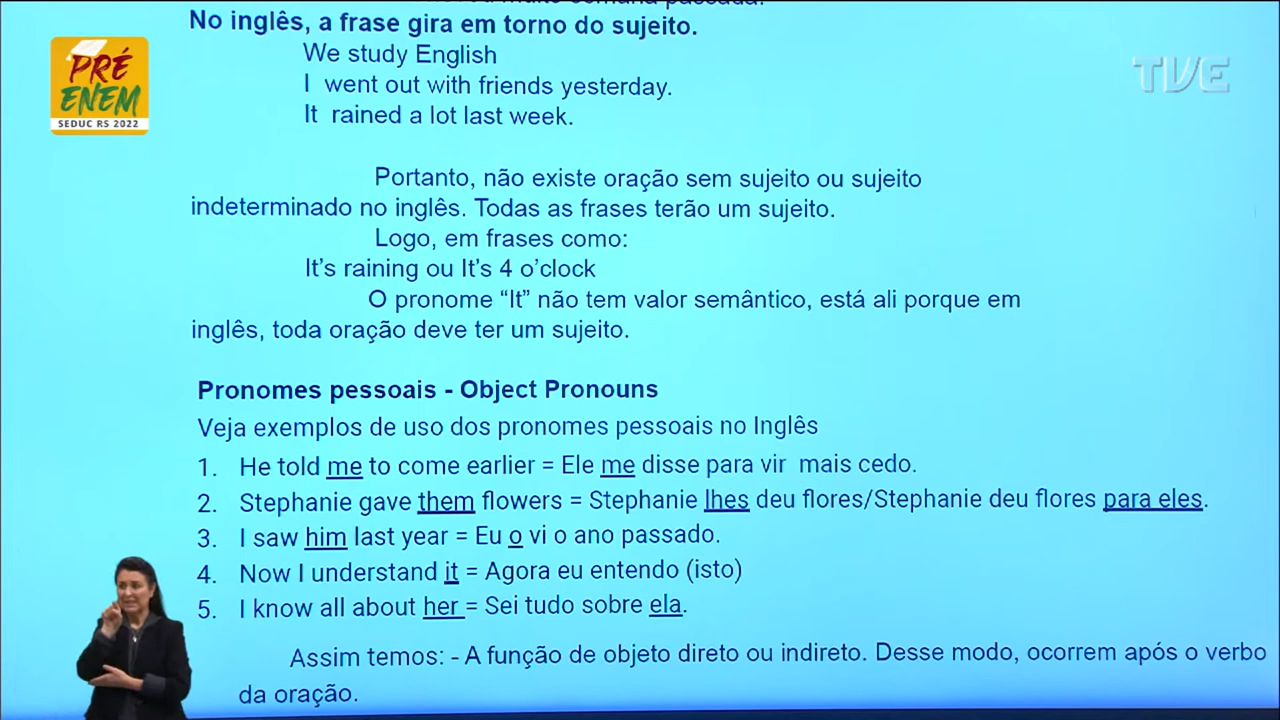 No inglês, a frase gira em torno do sujeito.
We study English
I went out with friends yesterday.
It rained a lot last week.
PRÉ
ENEM
SEDUC RS 2022
TVE
Portanto, não existe oração sem sujeito ou sujeito
indeterminado no inglês. Todas as frases terão um sujeito.
Logo, em frases como:
It's raining ou It's 4 o'clock
O pronome “It” não tem valor semântico, está ali porque em
inglês, toda oração deve ter um sujeito.
Pronomes pessoais - Object Pronouns
Veja exemplos de uso dos pronomes pessoais no Inglês
1. He told me to come earlier = Ele me disse para vir mais cedo.
2. Stephanie gave them flowers = Stephanie lhes deu flores/Stephanie deu flores para eles.
3. I saw him last year = Eu o vi o ano passado.
4. Now I understand it = Agora eu entendo (isto)
5. I know all about her = Sei tudo sobre ela.
Assim temos: - A função de objeto direto ou indireto. Desse modo, ocorrem após o verbo
da oração.